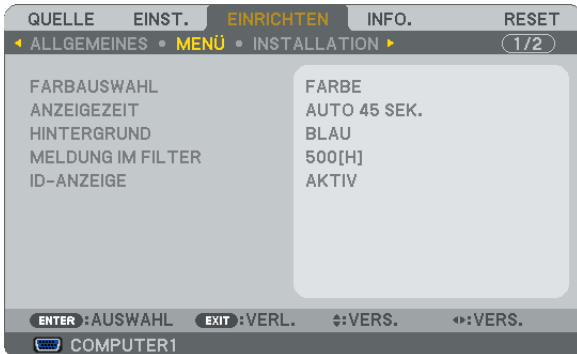 QUELLE EINST. EINRICHTEN INFO. RESET
ALLGEMEINES • MENÜ • INSTALLATION 1/2
FARBAUSWAHL FARBE
ANZEIGEZEIT AUTO 45 SEK.
HINTERGRUND BLAU
MELDUNG IM FILTER 500[H]
ID-ANZEIGE AKTIV
ENTER :AUSWAHL EXIT :VERL. :VERS. :VERS.
COMPUTER1